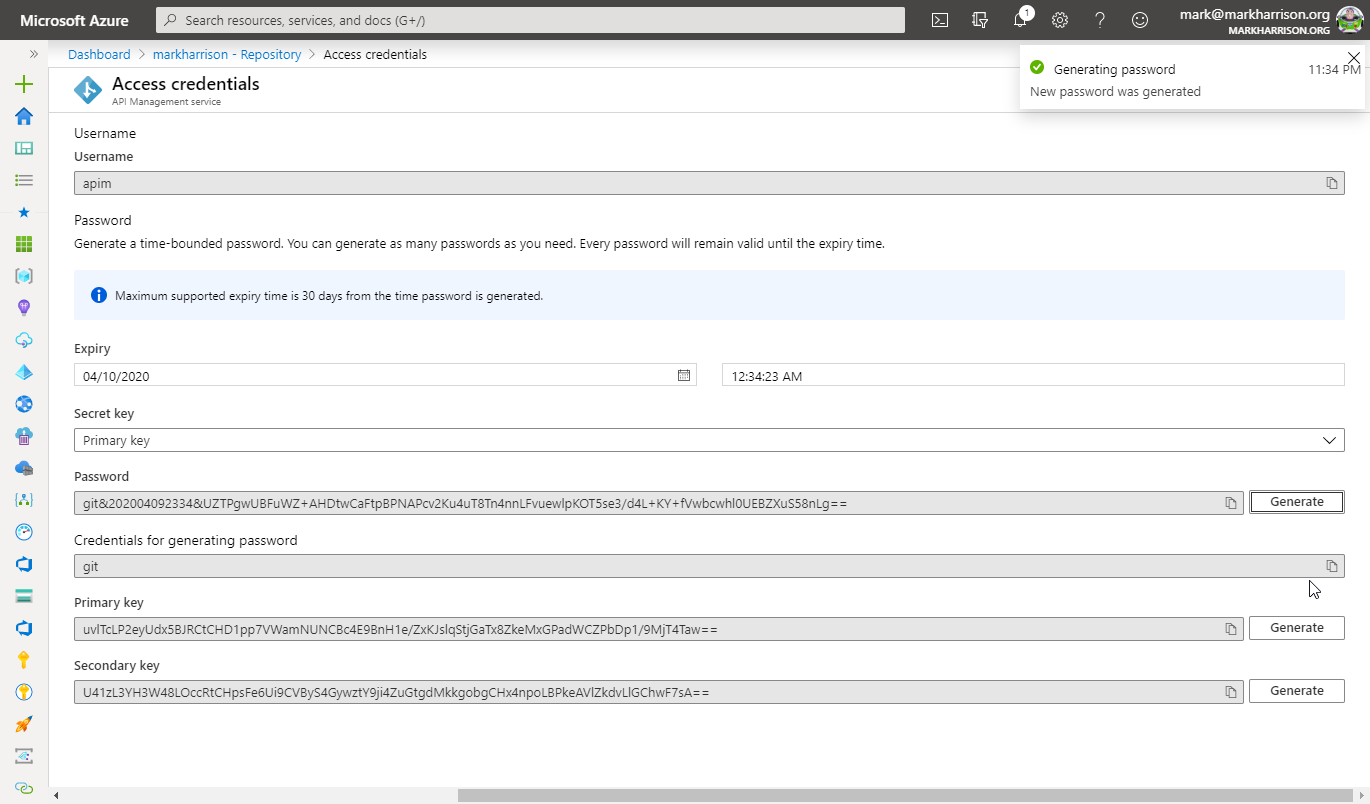 Microsoft Azure
Search resources, services, and docs (G+/)
1
mark@markharrison.org
MARKHARRISON.ORG
Dashboard > markharrison - Repository > Access credentials
Access credentials
API Management service
Generating password
11:34 PM
New password was generated
Username
Username
apim
Password
Generate a time-bounded password. You can generate as many passwords as you need. Every password will remain valid until the expiry time.
Maximum supported expiry time is 30 days from the time password is generated.
Expiry
04/10/2020
12:34:23 AM
Secret key
Primary key
Password
git&202004092334&UZTPgwUBFuWZ+AHDtwCaFtpBPNAPcv2Ku4uT8Tn4nnLFvuewlpKOT5se3/d4L+KY+fVwbcwhl0UEBZXuS58nLg==
Generate
Credentials for generating password
git
Primary key
uvlTcLP2eyUdx5BJRCtCHD1pp7VWamNUNCBc4E9BnH1e/ZxKJslqStjGaTx8ZkeMxGPadWCZPbDp1/9MjT4Taw==
Generate
Secondary key
U41zL3YH3W48LOccRtCHpsFe6Ui9CVByS4GywztY9ji4ZuGtgdMkkgobgCHx4npoLBPkeAVlZkdvLlGChwF7sA==
Generate